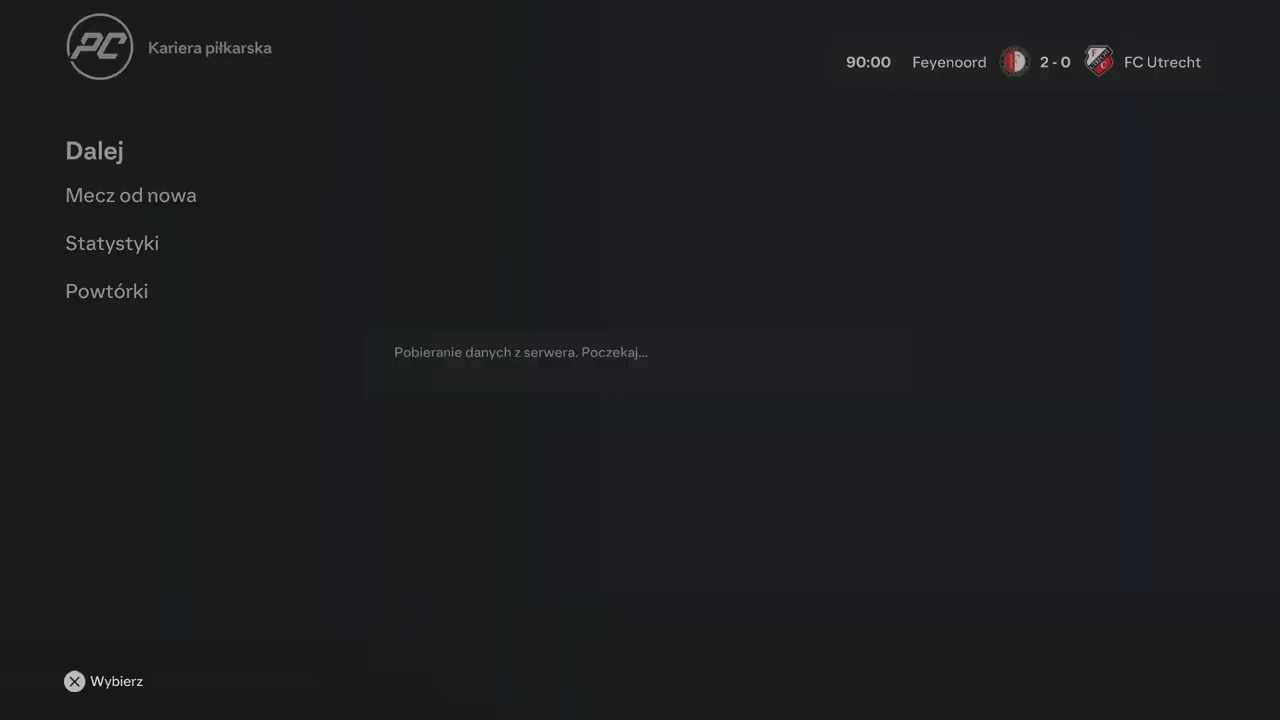 PC Kariera piłkarska
90:00 Feyenoord 2 - 0 FC Utrecht
Dalej
Mecz od nowa
Statystyki
Powtórki
Pobieranie danych z serwera. Poczekaj...
Wybierz